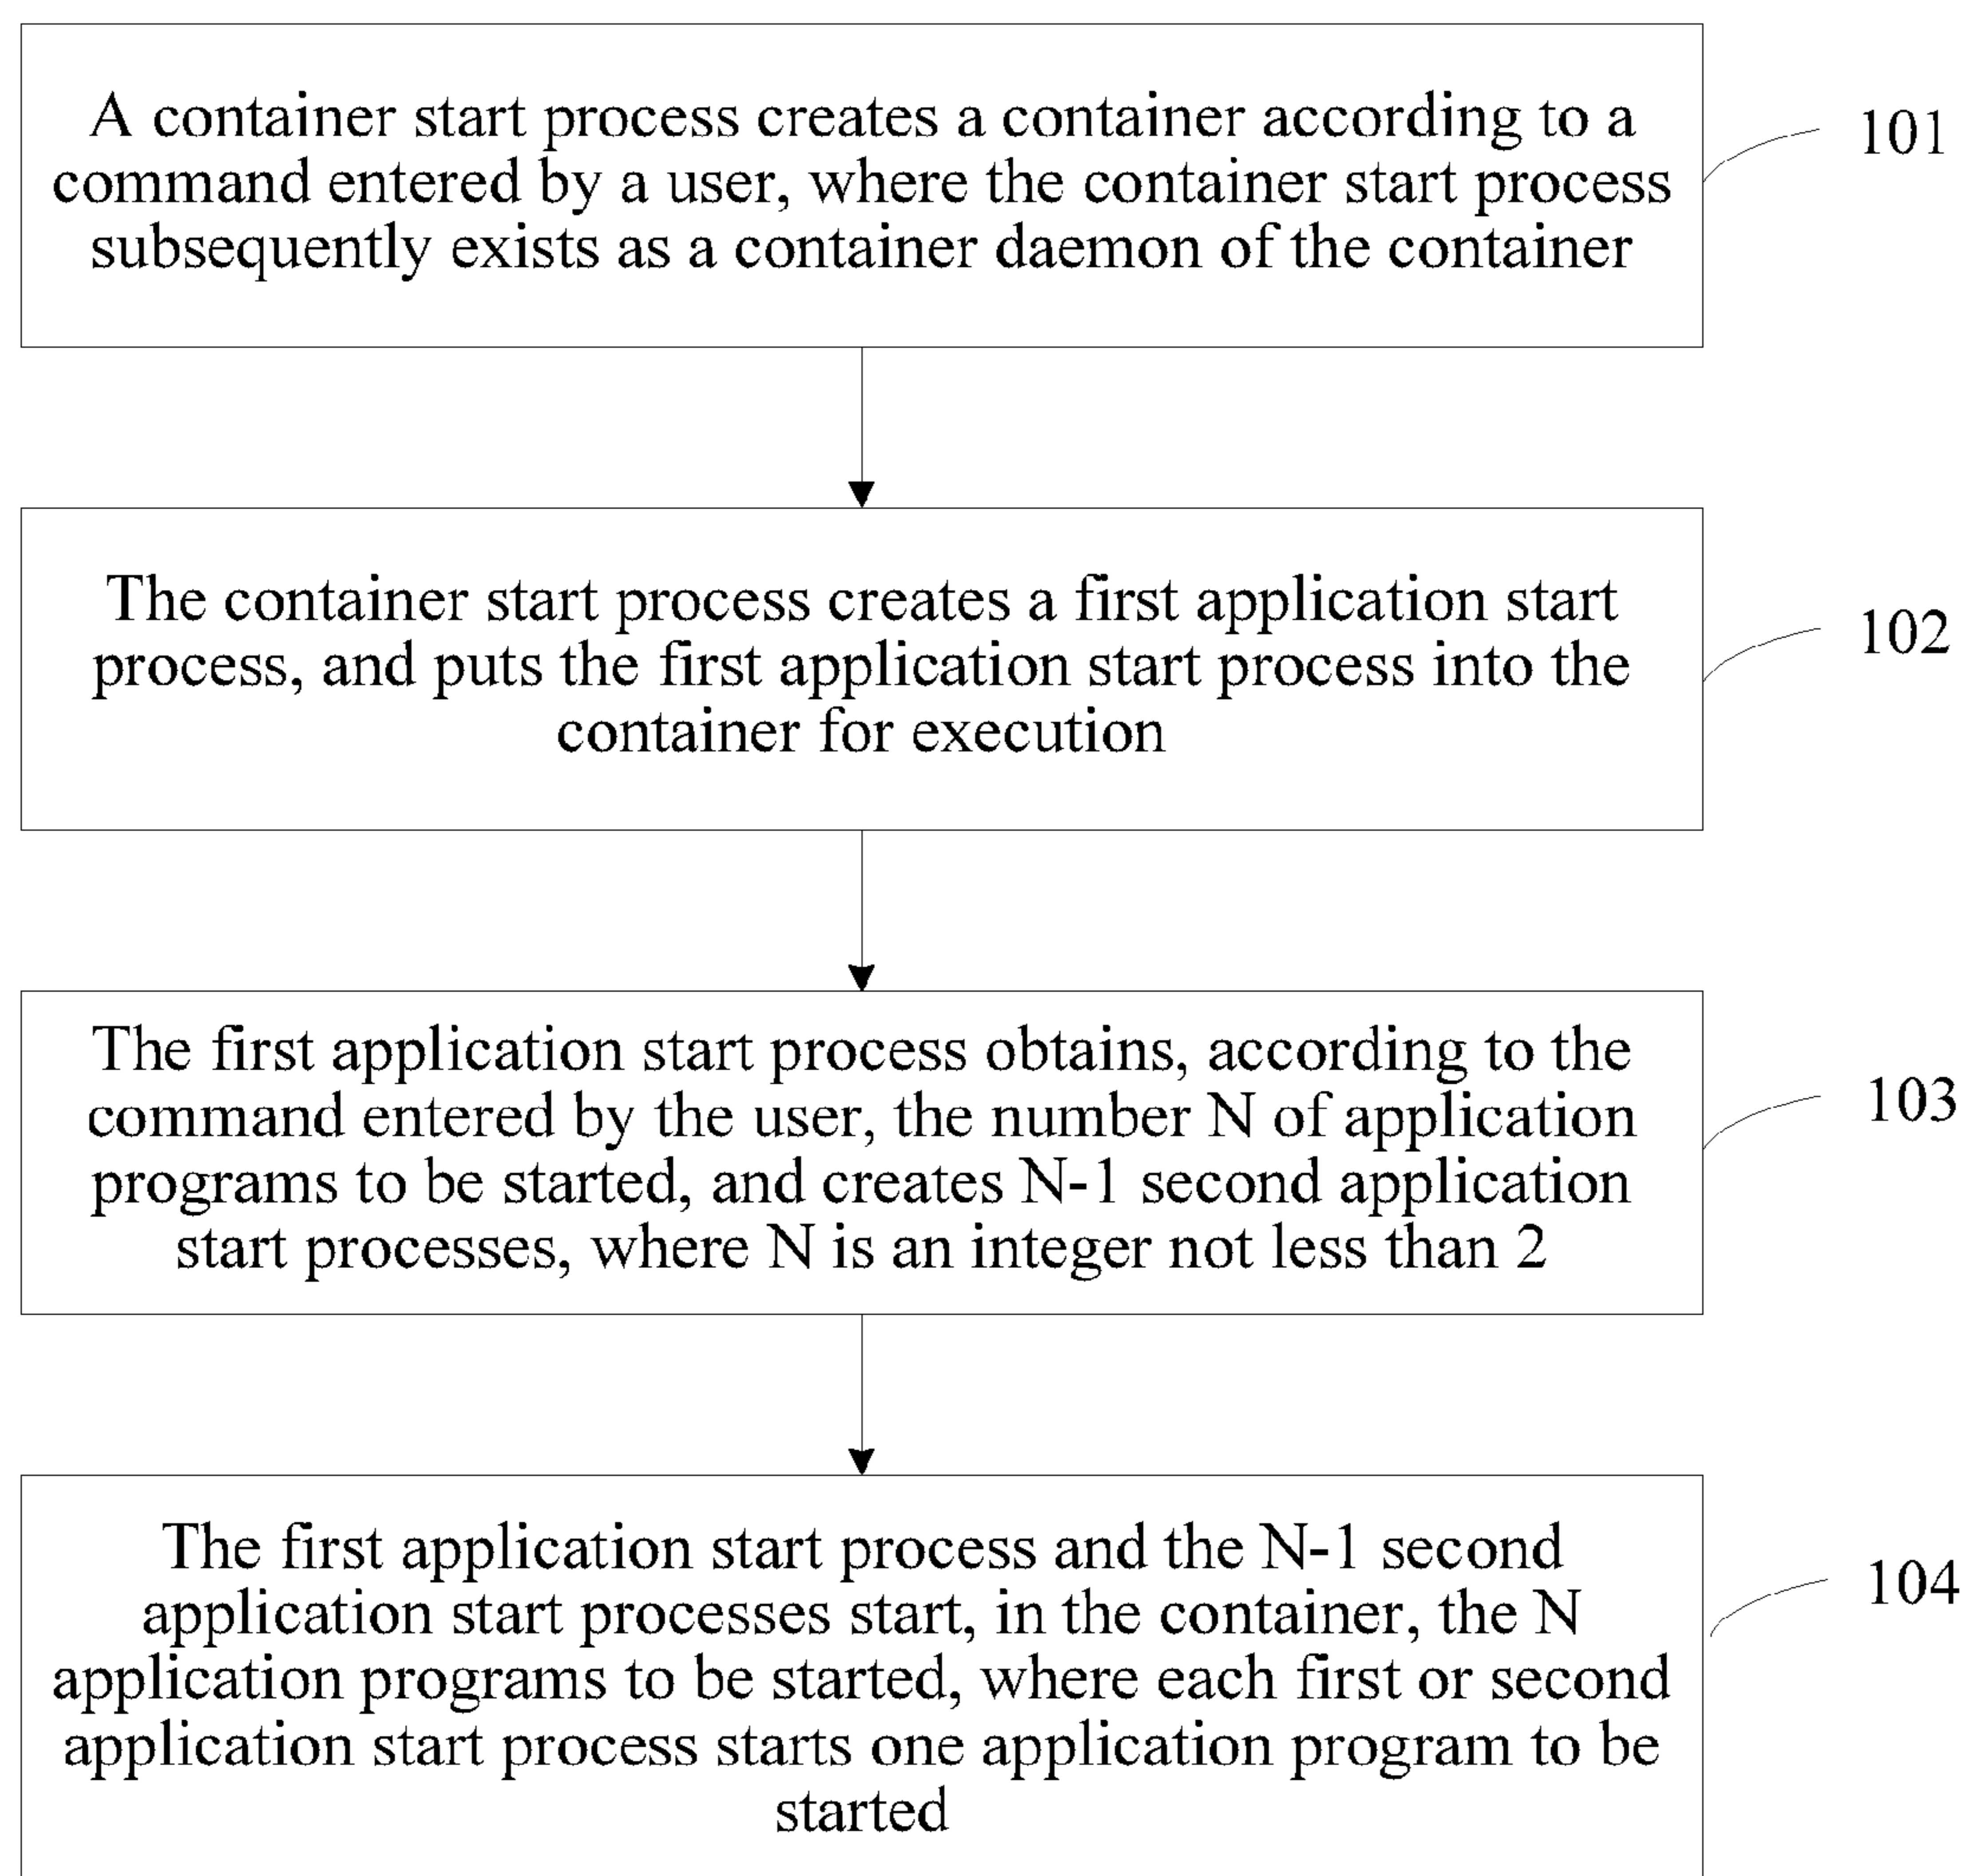 A container start process creates a container according to a
command entered by a user, where the container start process
subsequently exists as a container daemon of the container
101
The container start process creates a first application start
process, and puts the first application start process into the
container for execution
102
The first application start process obtains, according to the
command entered by the user, the number N of application
programs to be started, and creates N-1 second application
start processes, where N is an integer not less than 2
103
The first application start process and the N-1 second
application start processes start, in the container, the N
application programs to be started, where each first or second
application start process starts one application program to be
started
104